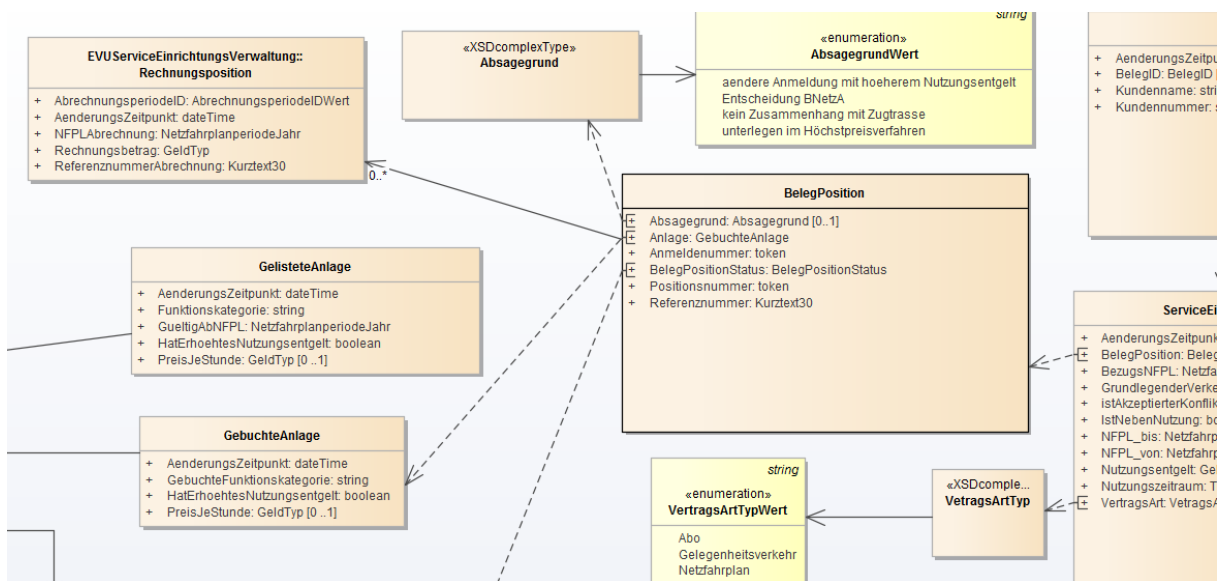 EVUServiceEinrichtungsVerwaltung::
Rechnungsposition
+ AbrechnungsperiodeID: AbrechnungsperiodeIDWert
+ AenderungsZeitpunkt: dateTime
+ NFPLAbrechnung: NetzfahrplanperiodeJahr
+ Rechnungsbetrag: GeldTyp
+ ReferenznummerAbrechnung: Kurztext30
0..*
«XSDcomplexType»
Absagegrund
string
«enumeration»
AbsagegrundWert
aendere Anmeldung mit hoeherem Nutzungsentgelt
Entscheidung BNetzA
kein Zusammenhang mit Zugtrasse
unterlegen im Höchstpreisverfahren
+ AenderungsZeitpu
+ BelegID: BelegID
+ Kundenname: stri
+ Kundennummer: s
BelegPosition
+ Absagegrund: Absagegrund [0..1]
+ Anlage: GebuchteAnlage
+ Anmeldenummer: token
+ BelegPositionStatus: BelegPositionStatus
+ Positionsnummer: token
+ Referenznummer: Kurztext30
GelisteteAnlage
+ AenderungsZeitpunkt: dateTime
+ Funktionskategorie: string
+ GueltigAbNFPL: NetzfahrplanperiodeJahr
+ HatErhoehtesNutzungsentgelt: boolean
+ PreisJeStunde: GeldTyp [0 ..1]
GebuchteAnlage
+ AenderungsZeitpunkt: dateTime
+ GebuchteFunktionskategorie: string
+ HatErhoehtesNutzungsentgelt: boolean
+ PreisJeStunde: GeldTyp [0 ..1]
string
«enumeration»
VertragsArtTypWert
Abo
Gelegenheitsverkehr
Netzfahrplan
«XSDcomple...
VetragsArtTyp
ServiceEi
+ AenderungsZeitpunkt
+ BelegPosition: Beleg
+ BezugsNFPL: Netzfa
+ GrundlegenderVerke
+ istAkzeptierterKonflik
+ IstNebenNutzung: bo
+ NFPL_bis: Netzfahrp
+ NFPL_von: Netzfahrp
+ Nutzungsentgelt: Ge
+ Nutzungszeitraum: T
+ VertragsArt: VetragsA